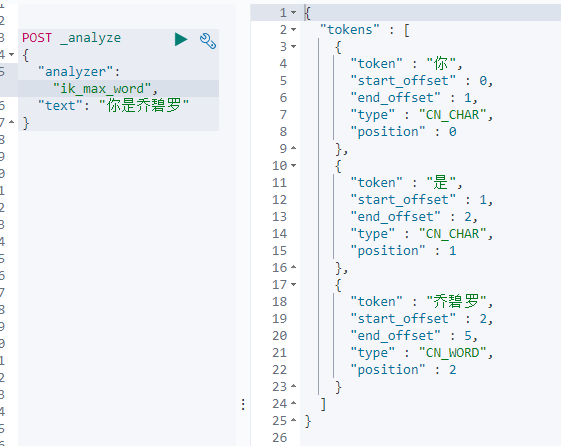 POST _analyze
{
"analyzer":
"ik_max_word",
"text": "你是乔碧罗"
}
1 {
2 "tokens" : [
3 {
4 "token" : "你",
5 "start_offset" : 0,
6 "end_offset" : 1,
7 "type" : "CN_CHAR",
8 "position" : 0
9 },
10 {
11 "token" : "是",
12 "start_offset" : 1,
13 "end_offset" : 2,
14 "type" : "CN_CHAR",
15 "position" : 1
16 },
17 {
18 "token" : "乔碧罗",
19 "start_offset" : 2,
20 "end_offset" : 5,
21 "type" : "CN_WORD",
22 "position" : 2
23 }
24 ]
25 }
26